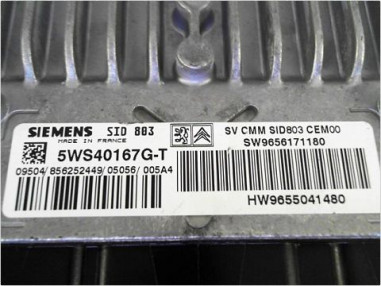 SIEMENS SID 803
MADE IN FRANCE
SV CMM SID803 CEM00
SW9656171180
5WS40167G-T
09504/856252449/05056/005A4
HW9655041480